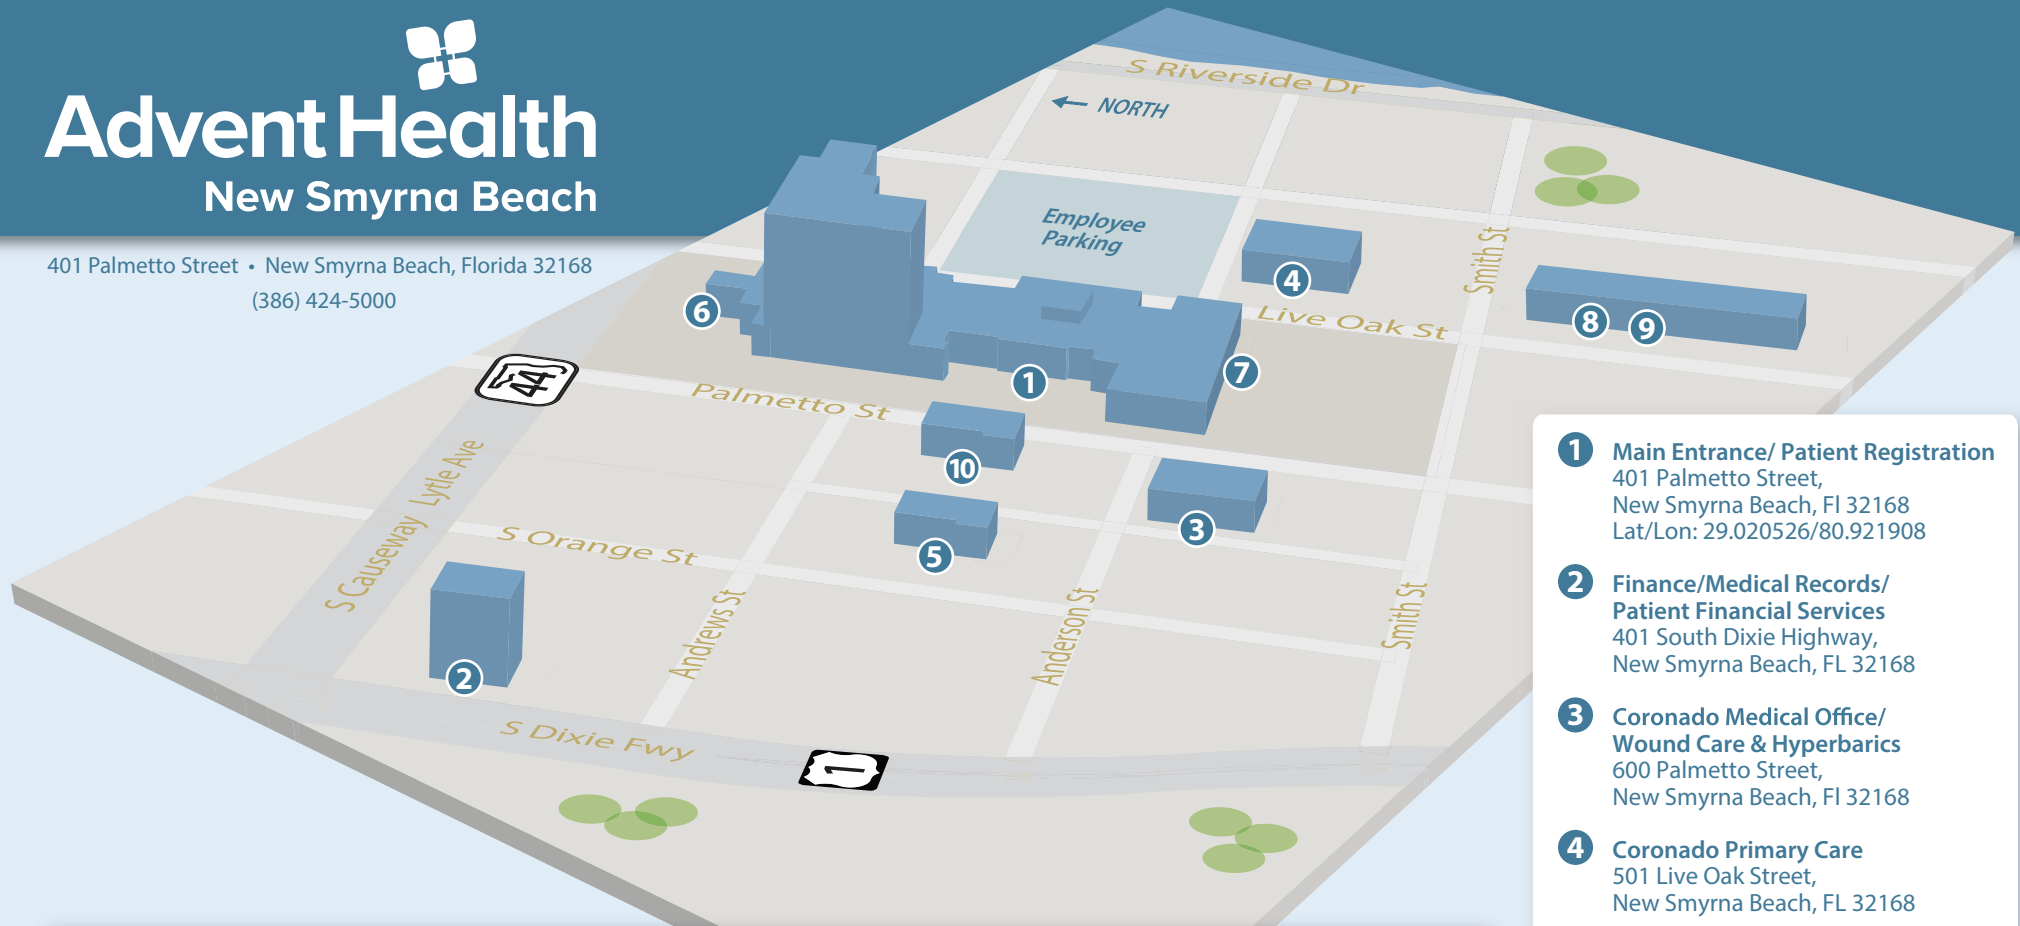 AdventHealth
New Smyrna Beach
401 Palmetto Street • New Smyrna Beach, Florida 32168
(386) 424-5000
S Riverside Dr
← NORTH
Employee
Parking
Smith St
4
6
8
9
Live Oak St
7
1
44
Palmetto St
10
S Causeway Lytle Ave
S Orange St
5
3
2
Andrews St
Anderson St
Smith St
S Dixie Fwy
1
1 Main Entrance/ Patient Registration
401 Palmetto Street,
New Smyrna Beach, Fl 32168
Lat/Lon: 29.020526/80.921908
2 Finance/Medical Records/
Patient Financial Services
401 South Dixie Highway,
New Smyrna Beach, FL 32168
3 Coronado Medical Office/
Wound Care & Hyperbarics
600 Palmetto Street,
New Smyrna Beach, Fl 32168
4 Coronado Primary Care
501 Live Oak Street,
New Smyrna Beach, FL 32168